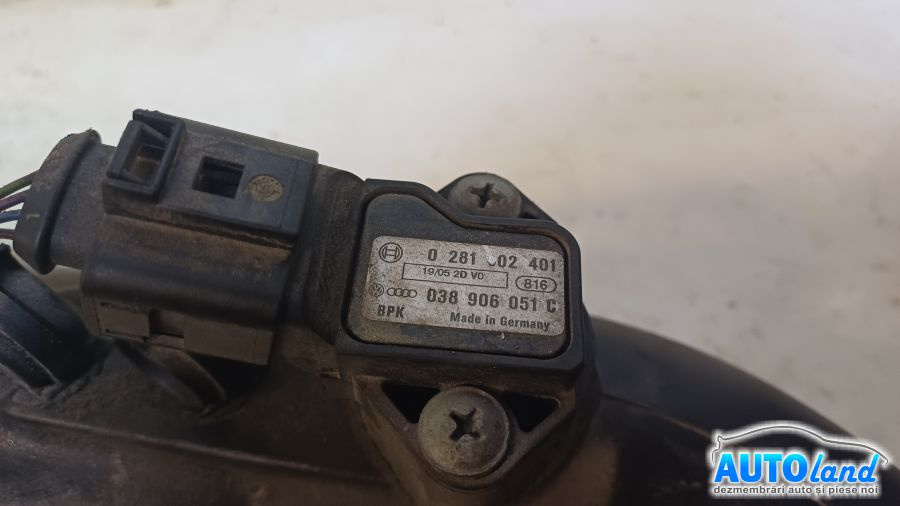 0 281 002 401
19/05 2D V0
816
038 906 051 C
BPK Made in Germany
AUTOland
dezmembrări auto și piese noi